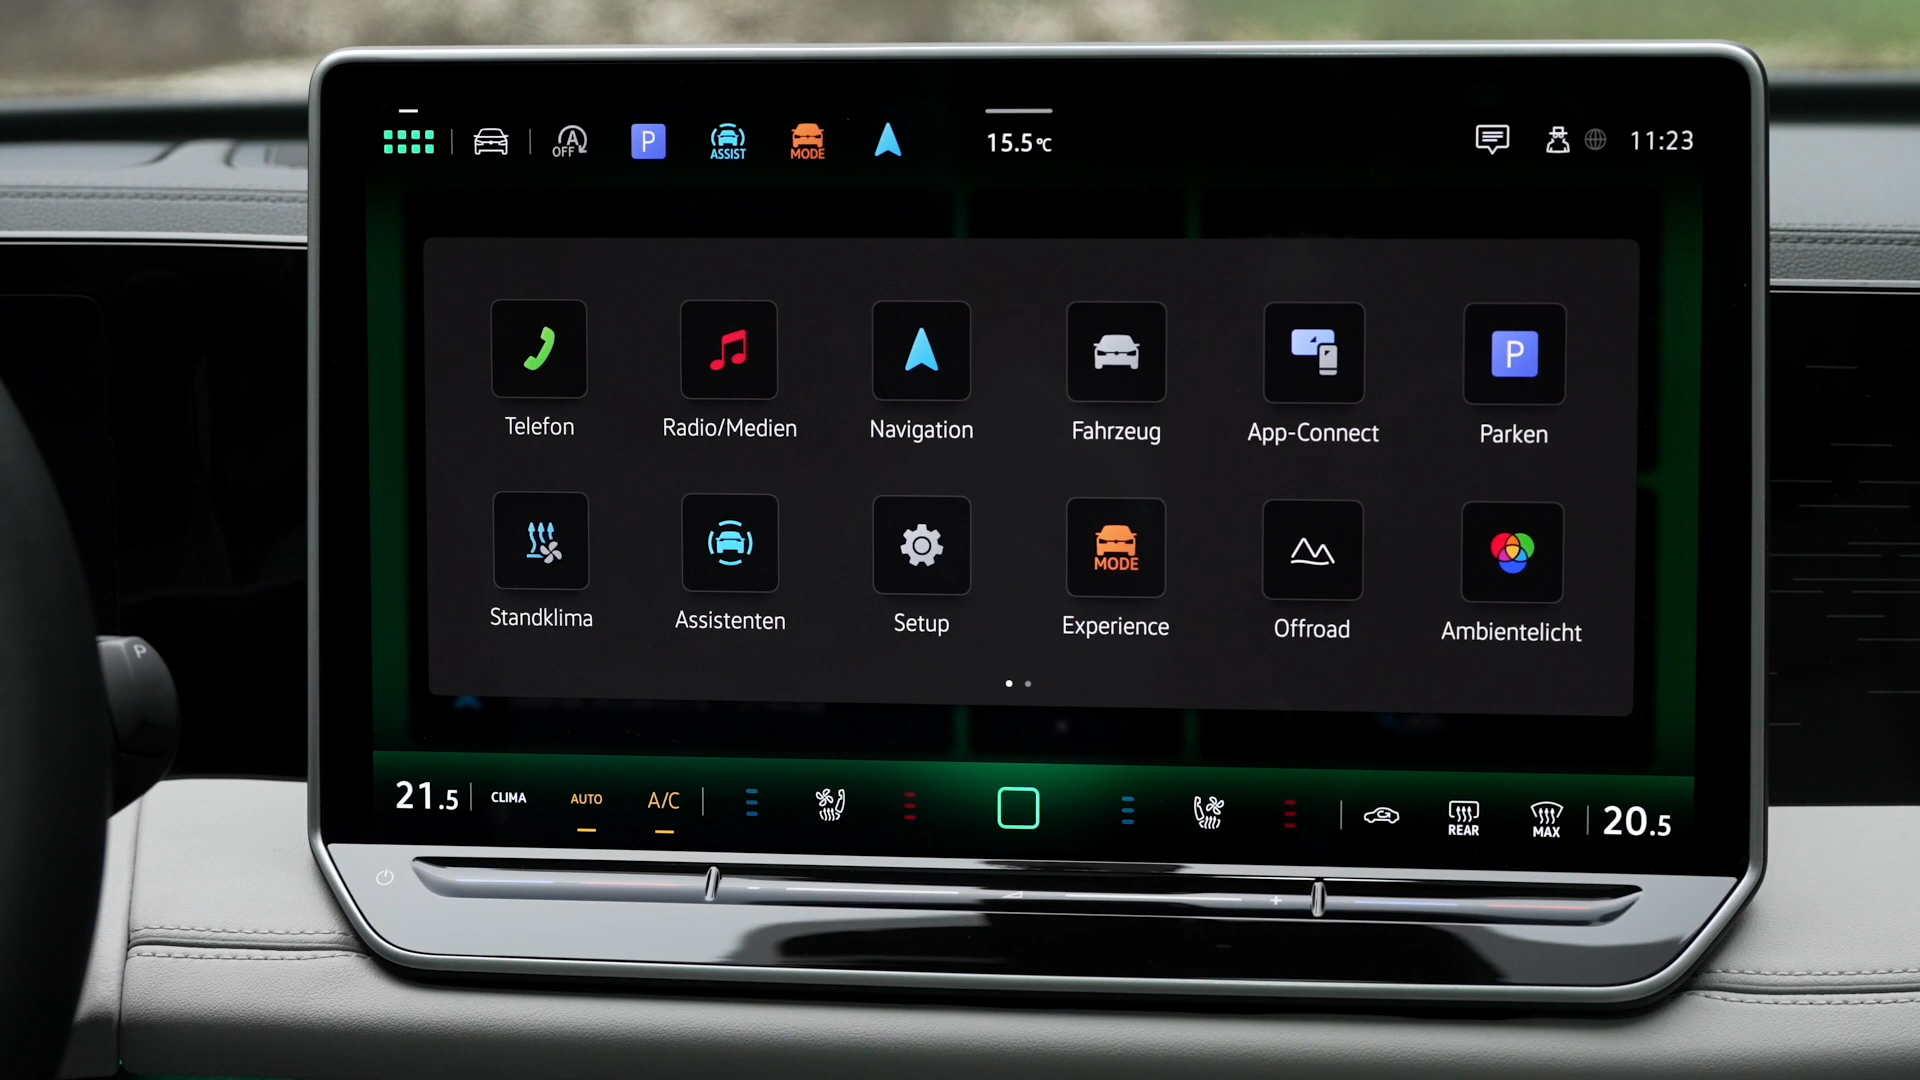 A OFF P ASSIST MODE 15.5°C 11:23
Telefon Radio/Medien Navigation Fahrzeug App-Connect P Parken
Standklima Assistenten Setup MODE Experience Offroad Ambientelicht
P
21.5 CLIMA AUTO A/C REAR MAX 20.5
- +